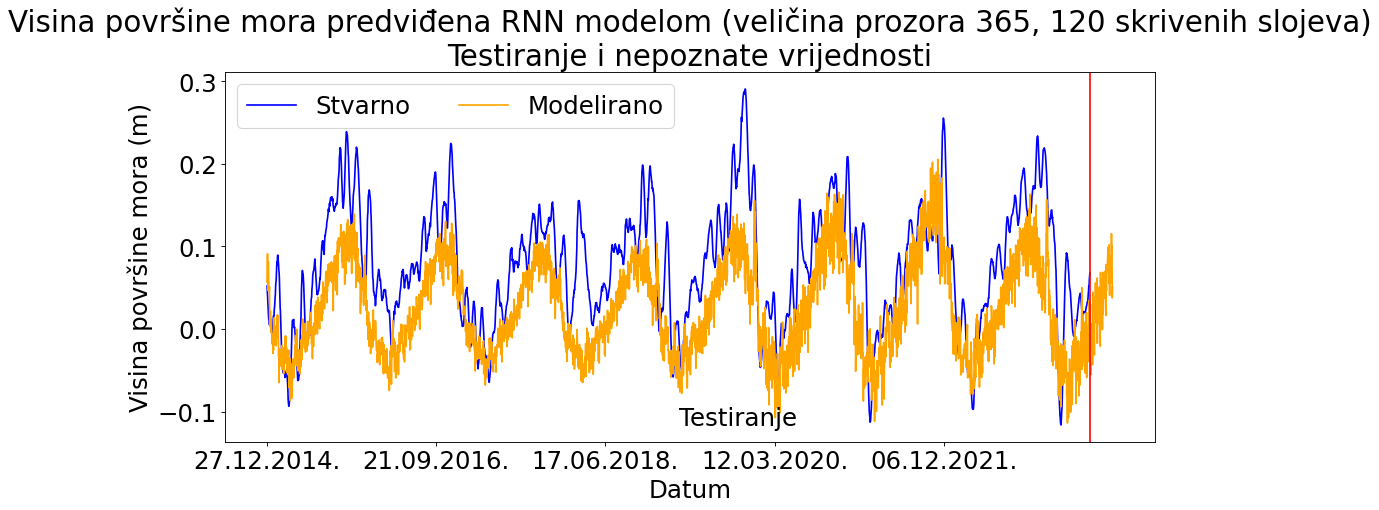 Visina površine mora predviđena RNN modelom (veličina prozora 365, 120 skrivenih slojeva)
Testiranje i nepoznate vrijednosti
Stvarno
Modelirano
Visina površine mora (m)
0.3
0.2
0.1
0.0
−0.1
Testiranje
27.12.2014.
21.09.2016.
17.06.2018.
12.03.2020.
06.12.2021.
Datum